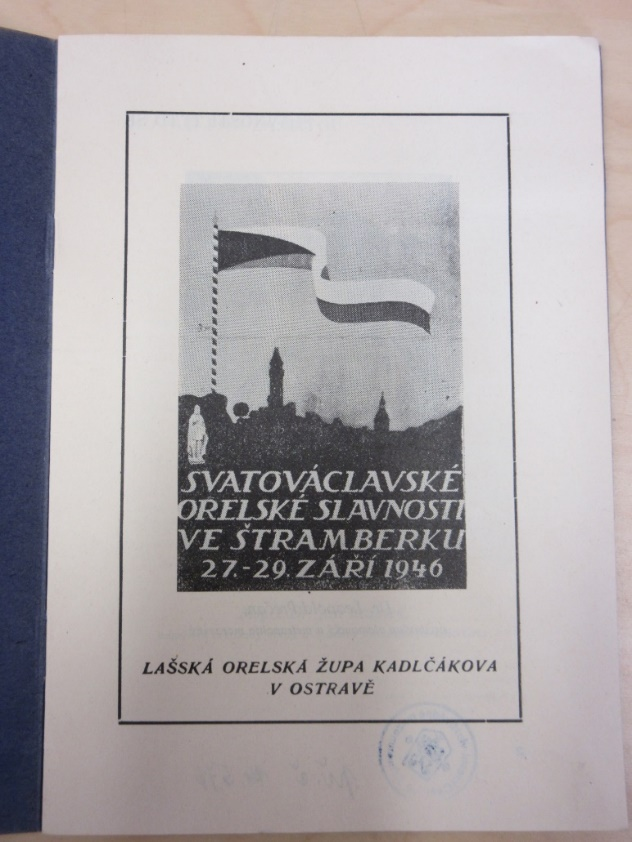 SVATOVÁCLAVSKÉ
ORELSKÉ SLAVNOSTI
VE ŠTRAMBERKU
27.-29. ZÁŘÍ 1946
LAŠSKÁ ORELSKÁ ŽUPA KADLČÁKOVA
V OSTRAVĚ